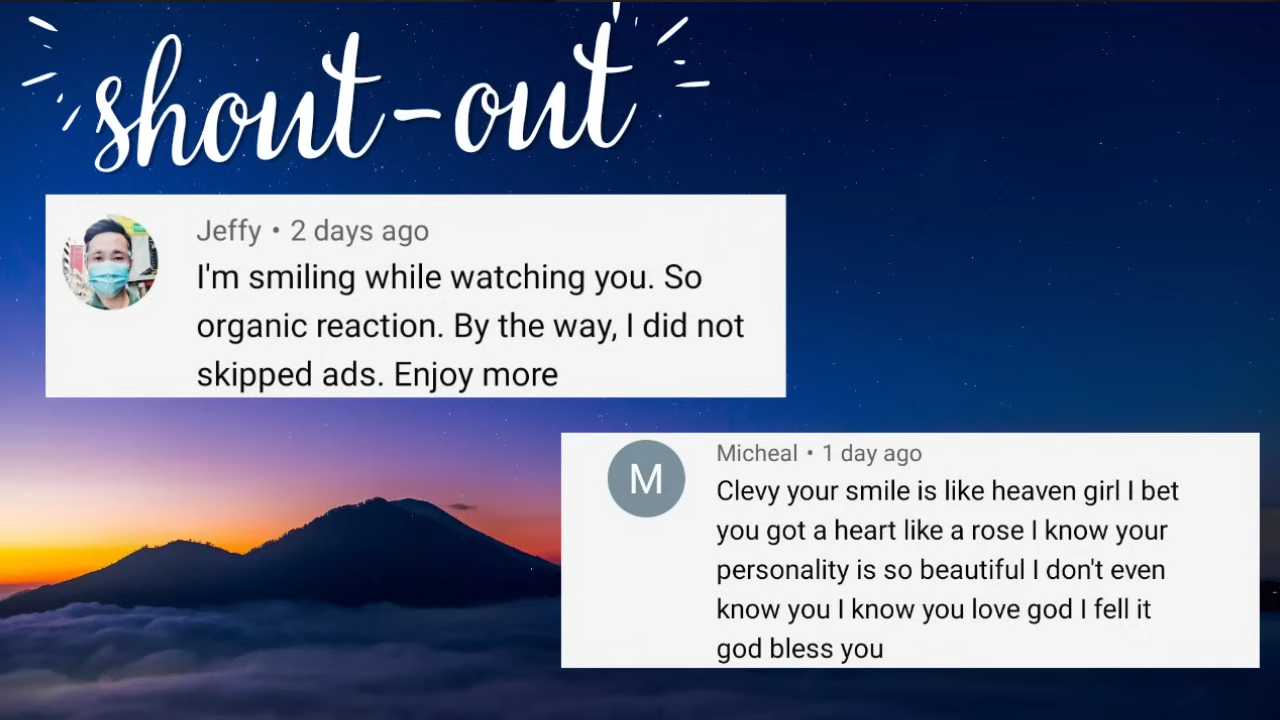 shout-out
Jeffy • 2 days ago
I'm smiling while watching you. So
organic reaction. By the way, I did not
skipped ads. Enjoy more
M
Micheal • 1 day ago
Clevy your smile is like heaven girl I bet
you got a heart like a rose I know your
personality is so beautiful I don't even
know you I know you love god I fell it
god bless you